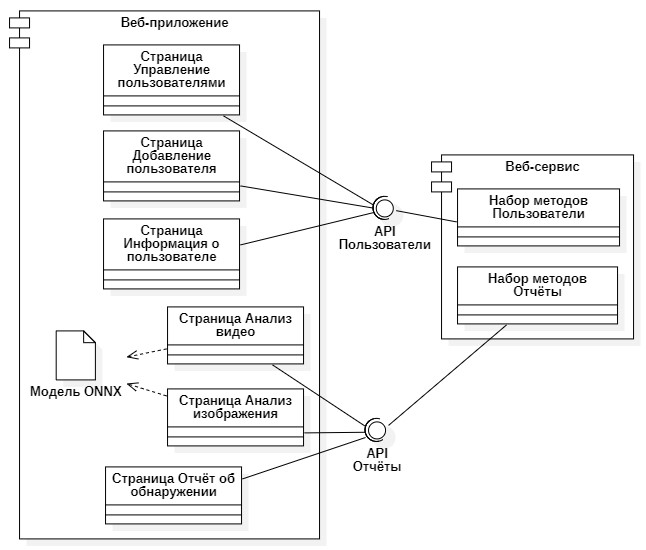 Веб-приложение
Страница
Управление
пользователями
Страница
Добавление
пользователя
Страница
Информация о
пользователе
Страница Анализ
видео
Модель ONNX
Страница Анализ
изображения
Страница Отчёт об
обнаружении
API
Пользователи
API
Отчёты
Веб-сервис
Набор методов
Пользователи
Набор методов
Отчёты